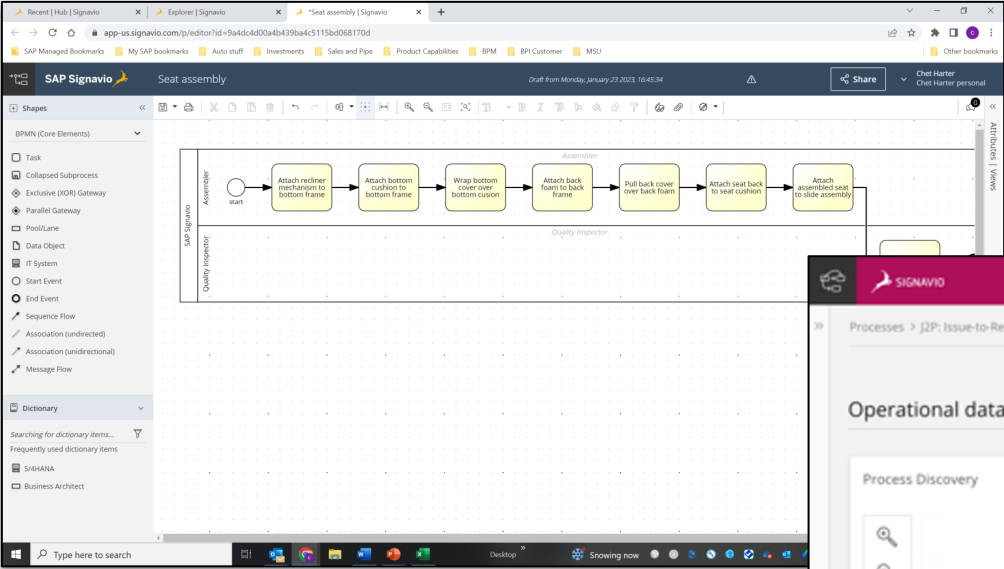 Recent | Hub | Signavio
Explorer | Signavio
*Seat assembly | Signavio
app-us.signavio.com/p/editor?id=9a4dc4d00a4b439ba4c5115bd068170d
SAP Managed Bookmarks
My SAP bookmarks
Auto stuff
Investments
Sales and Pipe
Product Capabilities
BPM
BPI Customer
MSU
Other bookmarks
SAP Signavio
Seat assembly
Draft from Monday, January 23 2023, 16:45:34
Share
Chet Harter
Chet Harter personal
Shapes
BPMN (Core Elements)
Task
Collapsed Subprocess
Exclusive (XOR) Gateway
Parallel Gateway
Pool/Lane
Data Object
IT System
Start Event
End Event
Sequence Flow
Association (undirected)
Association (unidirectional)
Message Flow
Dictionary
Searching for dictionary items...
Frequently used dictionary items
S/4HANA
Business Architect
Attributes | Views
SAP Signavio
Assembler
Assembler
start
Attach recliner
mechanism to
bottom frame
Attach bottom
cushion to
bottom frame
Wrap bottom
cover over
bottom cusion
Attach back
foam to back
frame
Pull back cover
over back foam
Attach seat back
to seat cushion
Attach
assembled seat
to slide assembly
Quality Inspector
Quality Inspector
SIGNAVIO
Processes > J2P: Issue-to-Re
Operational data
Process Discovery
Type here to search
Desktop
Snowing now